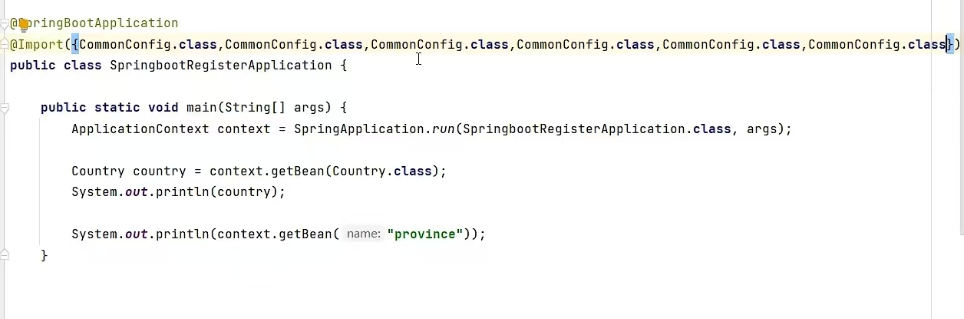 @SpringBootApplication
@Import({CommonConfig.class,CommonConfig.class,CommonConfig.class,CommonConfig.class,CommonConfig.class,CommonConfig.class})
public class SpringbootRegisterApplication {
public static void main(String[] args) {
ApplicationContext context = SpringApplication.run(SpringbootRegisterApplication.class, args);
Country country = context.getBean(Country.class);
System.out.println(country);
System.out.println(context.getBean( name: "province"));
}